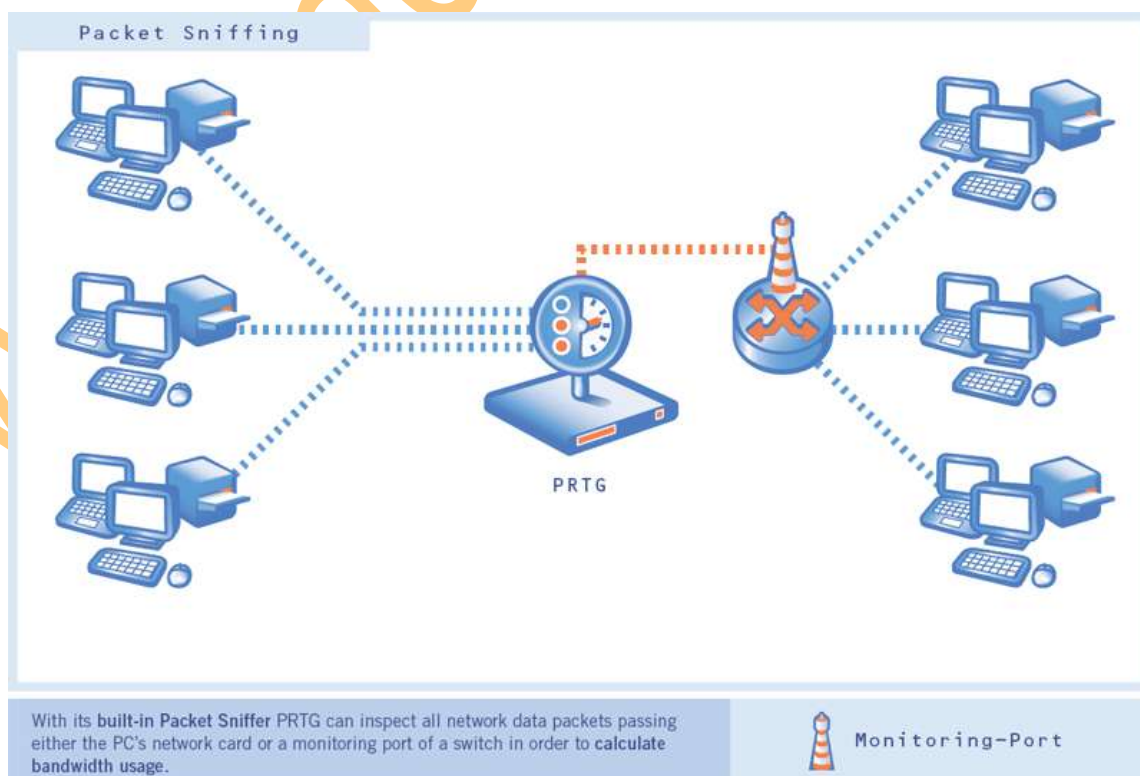 Packet Sniffing
PRTG
With its built-in Packet Sniffer PRTG can inspect all network data packets passing
either the PC's network card or a monitoring port of a switch in order to calculate
bandwidth usage.
Monitoring-Port